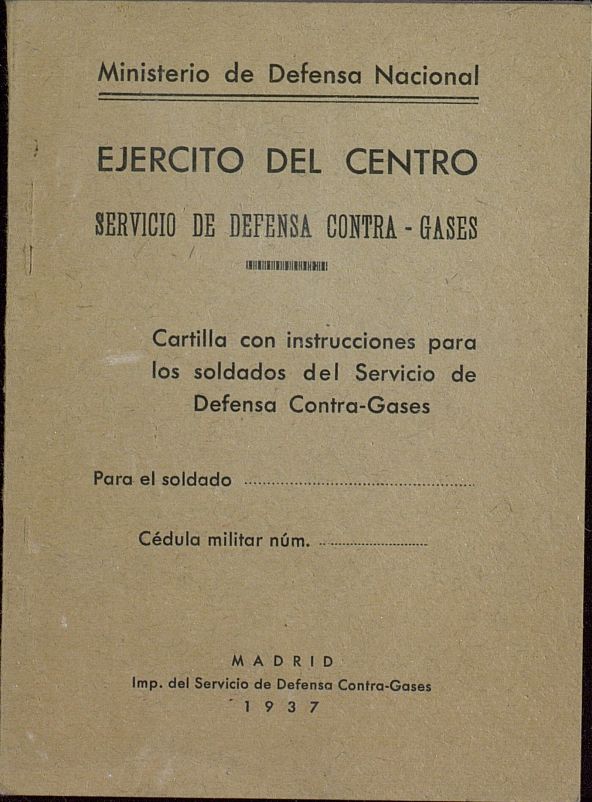 Ministerio de Defensa Nacional
EJERCITO DEL CENTRO
SERVICIO DE DEFENSA CONTRA - GASES
Cartilla con instrucciones para
los soldados del Servicio de
Defensa Contra-Gases
Para el soldado ..................................................
Cédula militar núm. ...........................
MADRID
Imp. del Servicio de Defensa Contra-Gases
1937